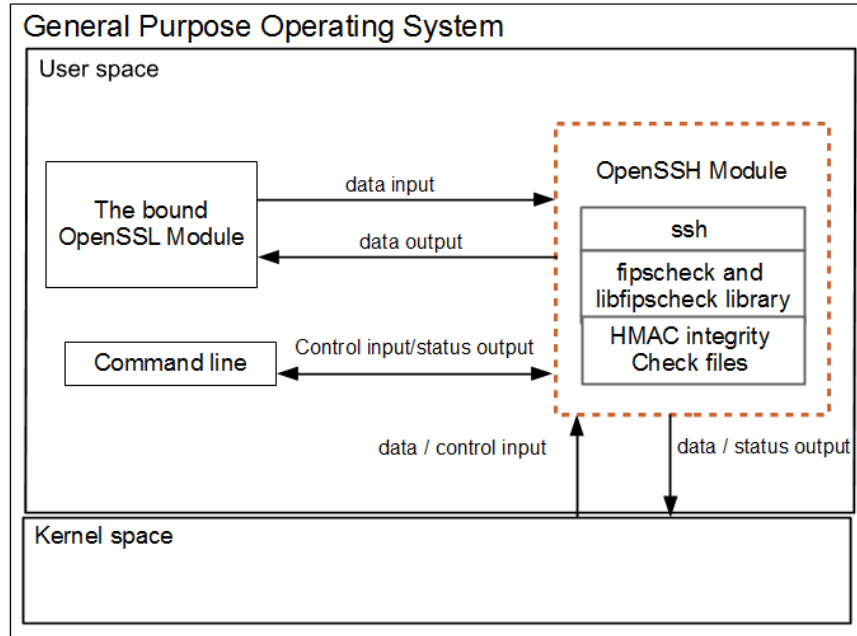 General Purpose Operating System
User space
The bound
OpenSSL Module
data input
data output
OpenSSH Module
ssh
fipscheck and
libfipscheck library
HMAC integrity
Check files
Command line
Control input/status output
data / control input
data / status output
Kernel space